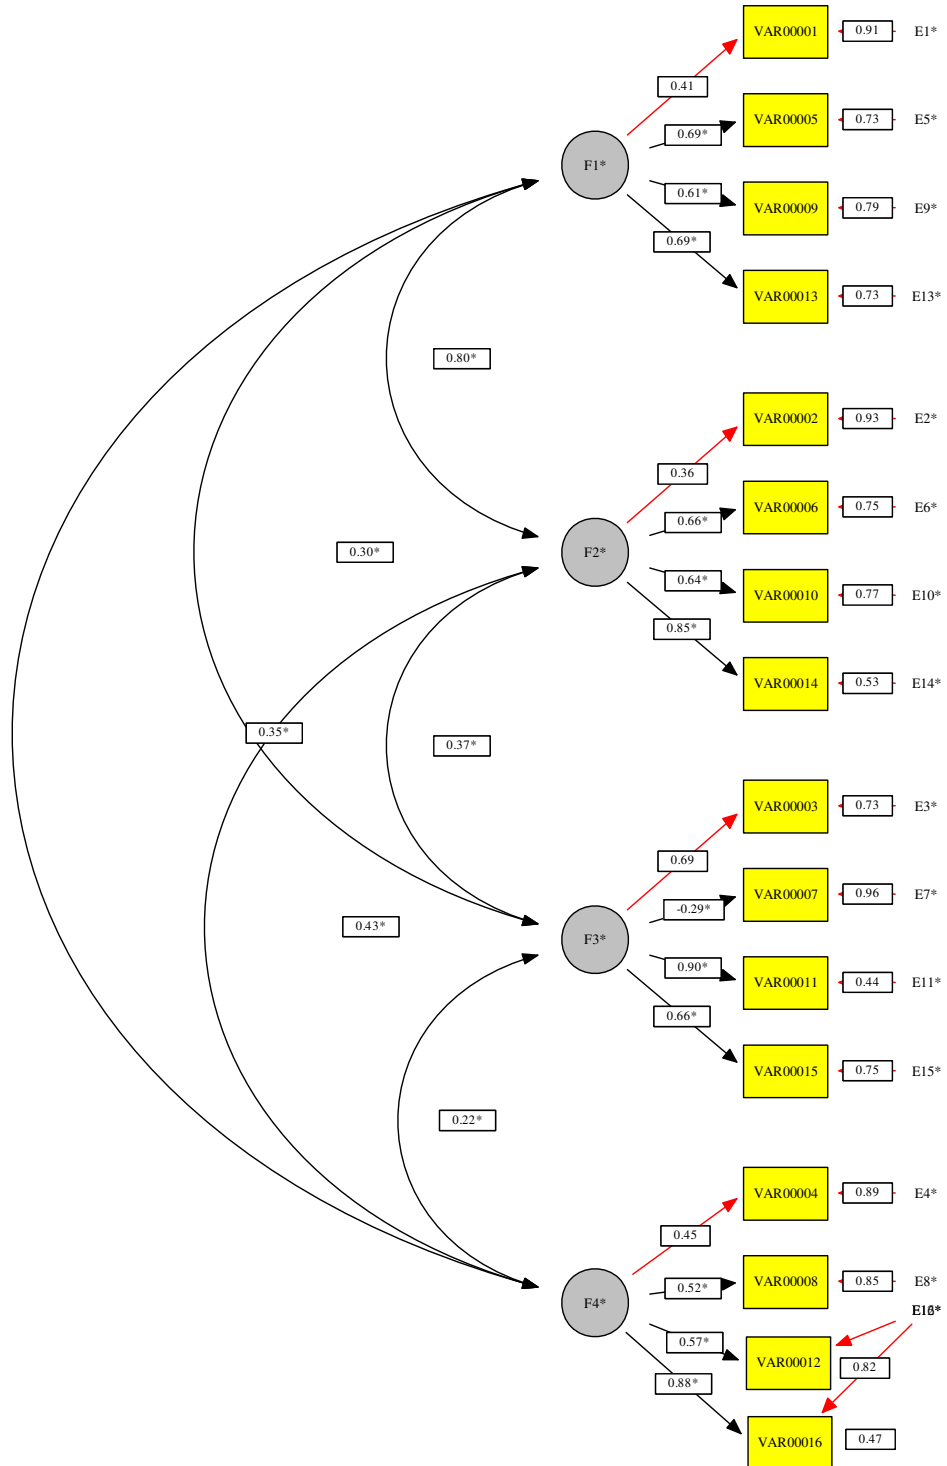 VAR00001
0.91
E1*
0.41
VAR00005
0.73
E5*
0.69*
F1*
0.61*
VAR00009
0.79
E9*
0.69*
VAR00013
0.73
E13*
0.80*
VAR00002
0.93
E2*
0.36
VAR00006
0.75
E6*
0.66*
0.30*
F2*
0.64*
VAR00010
0.77
E10*
0.85*
VAR00014
0.53
E14*
0.35*
0.37*
VAR00003
0.73
E3*
0.69
VAR00007
0.96
E7*
-0.29*
0.43*
F3*
0.90*
VAR00011
0.44
E11*
0.66*
VAR00015
0.75
E15*
0.22*
VAR00004
0.89
E4*
0.45
VAR00008
0.85
E8*
0.52*
F4*
0.57*
VAR00012
0.82
0.88*
VAR00016
0.47